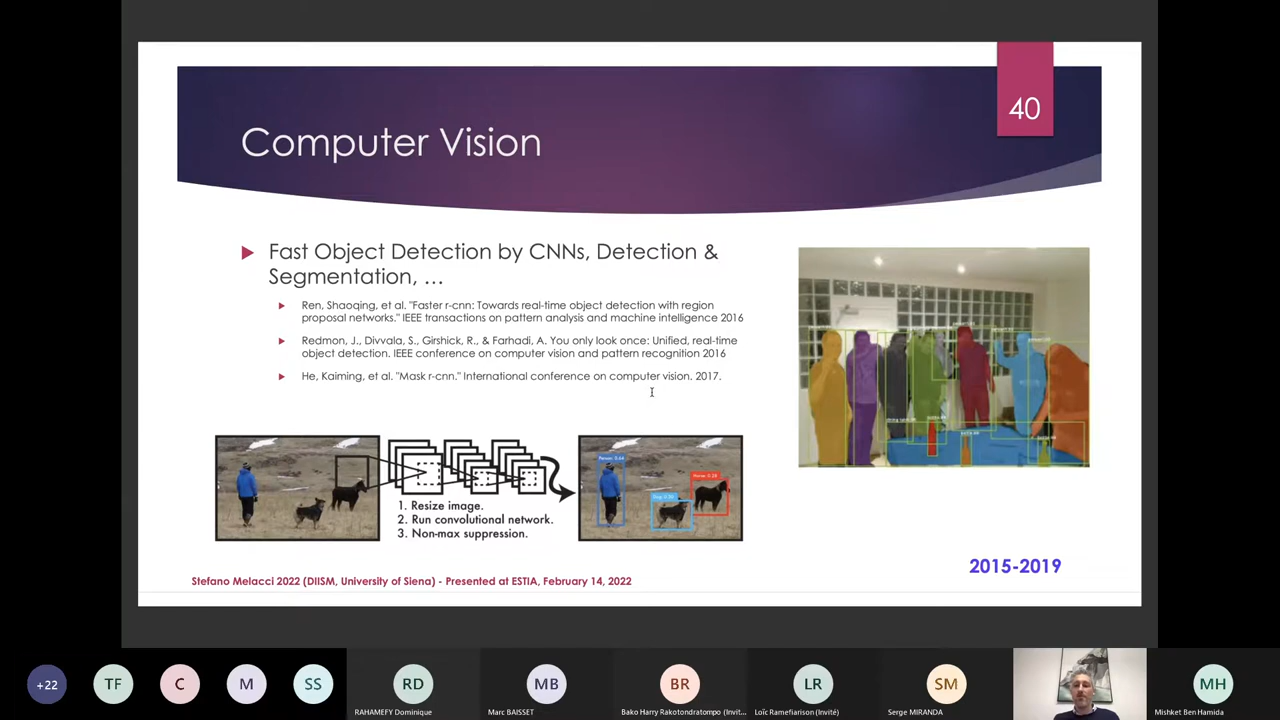 40
Computer Vision
Fast Object Detection by CNNs, Detection &
Segmentation, …
Ren, Shaoqing, et al. "Faster r-cnn: Towards real-time object detection with region
proposal networks." IEEE transactions on pattern analysis and machine intelligence 2016
Redmon, J., Divvala, S., Girshick, R., & Farhadi, A. You only look once: Unified, real-time
object detection. IEEE conference on computer vision and pattern recognition 2016
He, Kaiming, et al. "Mask r-cnn." International conference on computer vision. 2017.
1. Resize image.
2. Run convolutional network.
3. Non-max suppression.
2015-2019
Stefano Melacci 2022 (DIISM, University of Siena) - Presented at ESTIA, February 14, 2022
+22
TF
C
M
SS
RD
MB
BR
LR
SM
MH
RAHAMEFY Dominique
Marc BAISSET
Bako Harry Rakotondratompo (Invit...
Loïc Ramefiarison (Invité)
Serge MIRANDA
Mishket Ben Hamida